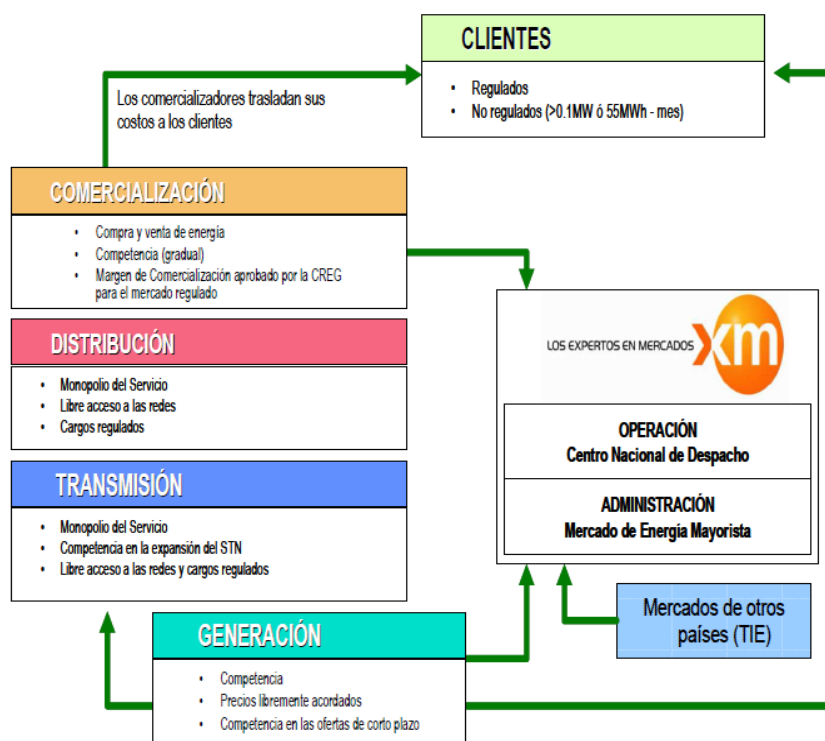 CLIENTES
• Regulados
• No regulados (>0.1MW ó 55MWh - mes)
Los comercializadores trasladan sus
costos a los clientes
COMERCIALIZACIÓN
• Compra y venta de energía
• Competencia (gradual)
• Margen de Comercialización aprobado por la CREG
para el mercado regulado
DISTRIBUCIÓN
• Monopolio del Servicio
• Libre acceso a las redes
• Cargos regulados
TRANSMISIÓN
• Monopolio del Servicio
• Competencia en la expansión del STN
• Libre acceso a las redes y cargos regulados
GENERACIÓN
• Competencia
• Precios libremente acordados
• Competencia en las ofertas de corto plazo
LOS EXPERTOS EN MERCADOS xm
OPERACIÓN
Centro Nacional de Despacho
ADMINISTRACIÓN
Mercado de Energía Mayorista
Mercados de otros
países (TIE)